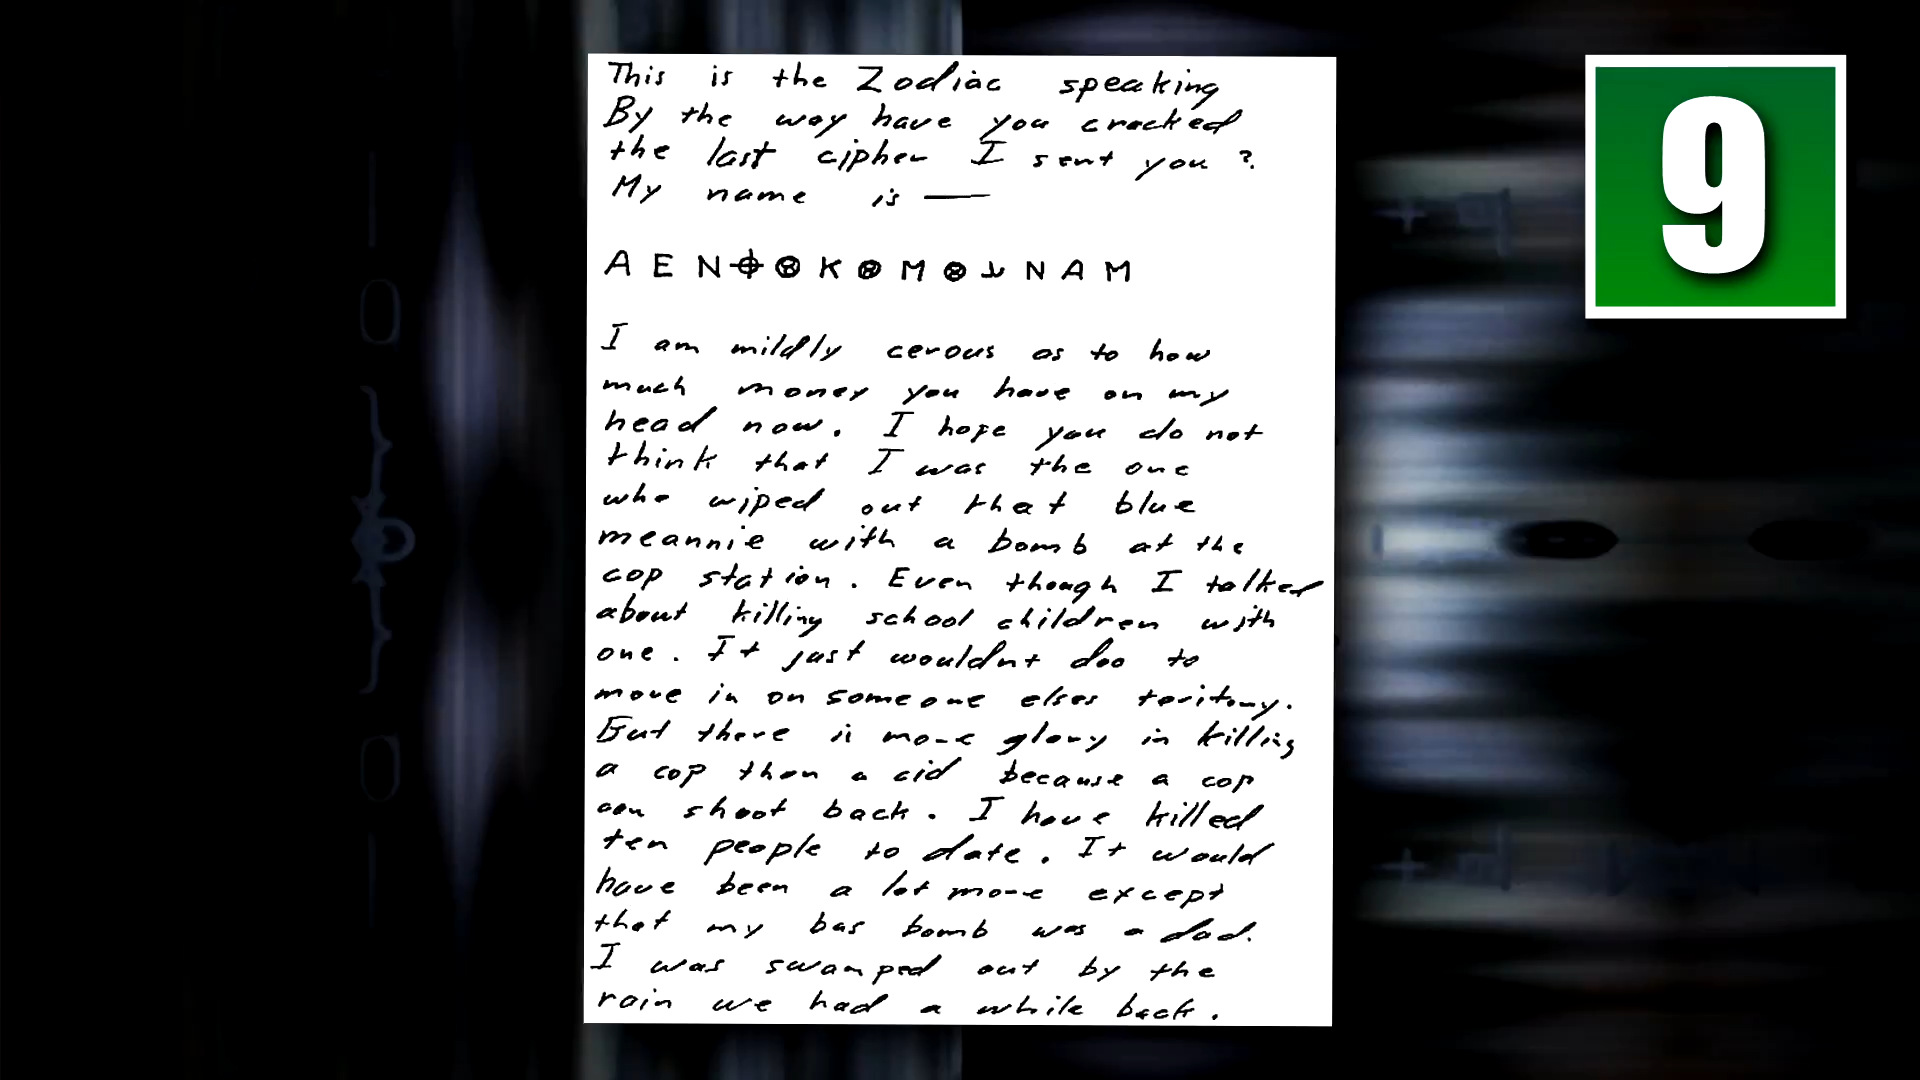 This is the Zodiac speaking
By the way have you cracked
the last cipher I sent you ?
My name is —
A E N ⌖ ⊗ K ⊗ M ⊗ ⅄ N A M
I am mildly cerous as to how
much money you have on my
head now. I hope you do not
think that I was the one
who wiped out that blue
meannie with a bomb at the
cop station. Even though I talked
about killing school children with
one. It just wouldnt doo to
move in on someone elses teritory.
But there is more glory in killing
a cop than a cid because a cop
can shoot back. I have killed
ten people to date. It would
have been a lot more except
that my bas bomb was a dud.
I was swamped out by the
rain we had a while back.
9